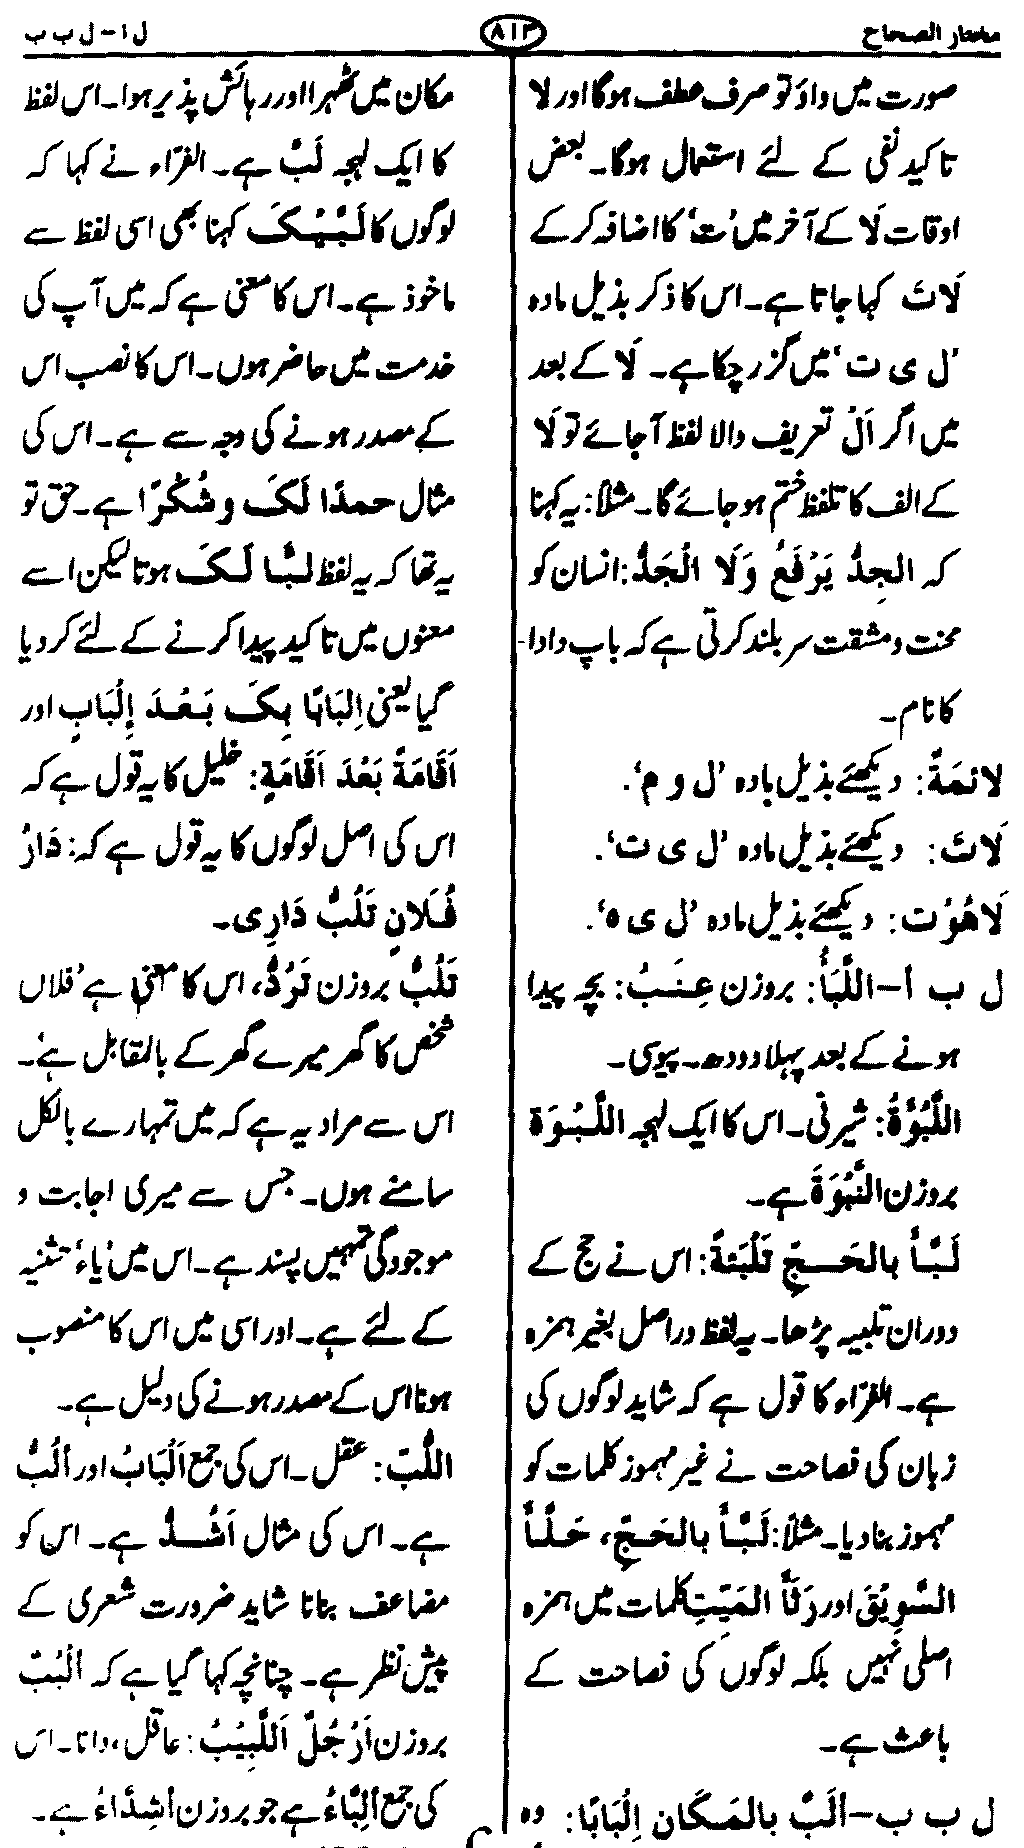 مختار الصحاح
۸۱۳
ل ا – ل ب ب
صورت میں واؤ تو صرف عطف ہوگا اور لا
تاکید نفی کے لئے استعمال ہوگا۔ بعض
اوقات لَا کے آخر میں 'ت' کا اضافہ کر کے
لَاتَ کہا جاتا ہے۔ اس کا ذکر بذیل مادہ
'ل ی ت' میں گزر چکا ہے۔ لَا کے بعد
میں اگر اَلْ تعریف والا لفظ آ جائے تو لَا
کے الف کا تلفظ ختم ہو جائے گا۔ مثلاً: یہ کہنا
کہ الجِدُّ یَرْفَعُ وَلَا الْجَدُّ: انسان کو
محنت و مشقت سر بلند کرتی ہے کہ باپ دادا-
کا نام۔
لائمَةٌ: دیکھئے بذیل مادہ 'ل و م'.
لَاتَ: دیکھئے بذیل مادہ 'ل ی ت'.
لَاهُوْت: دیکھئے بذیل مادہ 'ل ی ہ'.
ل ب أ–اللِّبَأُ: بروزن عِنَبٌ: بچہ پیدا
ہونے کے بعد پہلا دودھ۔ پیوسی۔
اللَّبُؤَةُ: شیرنی۔ اس کا ایک لہجہ اللَّبْوَة
بروزن النَّبْوَةَ ہے۔
لَبَّأَ بالحَجِّ تَلْبِئَةً: اس نے حج کے
دوران تلبیہ پڑھا۔ یہ لفظ دراصل بغیر ہمزہ
ہے۔ الفرّاء کا قول ہے کہ شاید لوگوں کی
زبان کی فصاحت نے غیر مہموز کلمات کو
مہموز بنا دیا۔ مثلاً: لَبَّأَ بالحَجِّ، حَلَّأَ
السَّوِیْقَ اور رَثَأَ المَیِّتَ کلمات میں ہمزہ
اصلی نہیں بلکہ لوگوں کی فصاحت کے
باعث ہے۔
ل ب ب–اَلَبَّ بالمَکَان اِلْبَابًا: وہ
مکان میں ٹھہرا اور رہائش پذیر ہوا۔ اس لفظ
کا ایک لہجہ لَبَّ ہے۔ الفرّاء نے کہا کہ
لوگوں کا لَبَّیْکَ کہنا بھی اسی لفظ سے
ماخوذ ہے۔ اس کا معنی ہے کہ میں آپ کی
خدمت میں حاضر ہوں۔ اس کا نصب اس
کے مصدر ہونے کی وجہ سے ہے۔ اس کی
مثال حمدًا لَکَ و شُکْرًا ہے۔ حق تو
یہ تھا کہ یہ لفظ لبًّا لَکَ ہوتا لیکن اسے
معنوں میں تاکید پیدا کرنے کے لئے کر دیا
گیا یعنی اِلبَابًا بِکَ بَعْدَ إِلْبَابٍ اور
اَقَامَةً بَعْدَ اَقَامَةٍ: خلیل کا یہ قول ہے کہ
اس کی اصل لوگوں کا یہ قول ہے کہ: دَارُ
فُلَانٍ تَلُبُّ دَارِی۔
تَلُبُّ بروزن تَرُدُّ، اس کا معنی ہے 'فلاں
شخص کا گھر میرے گھر کے بالمقابل ہے'۔
اس سے مراد یہ ہے کہ میں تمہارے بالکل
سامنے ہوں۔ جس سے میری اجابت و
موجودگی تمہیں پسند ہے۔ اس میں 'یاء' تثنیہ
کے لئے ہے۔ اور اسی میں اس کا منصوب
ہونا اس کے مصدر ہونے کی دلیل ہے۔
اللُّبّ: عقل۔ اس کی جمع اَلْبَابٌ اور اَلُبٌّ
ہے۔ اس کی مثال اَشُدٌّ ہے۔ اس کو
مضاعف بنانا شاید ضرورت شعری کے
پیش نظر ہے۔ چنانچہ کہا گیا ہے کہ اَلْبُبٌ
بروزن اَرْجُلٌ اَللَّبِیْبُ: عاقل، دانا۔ اس
کی جمع اَلِبَّاءُ ہے جو بروزن اَشِدَّاءُ ہے۔